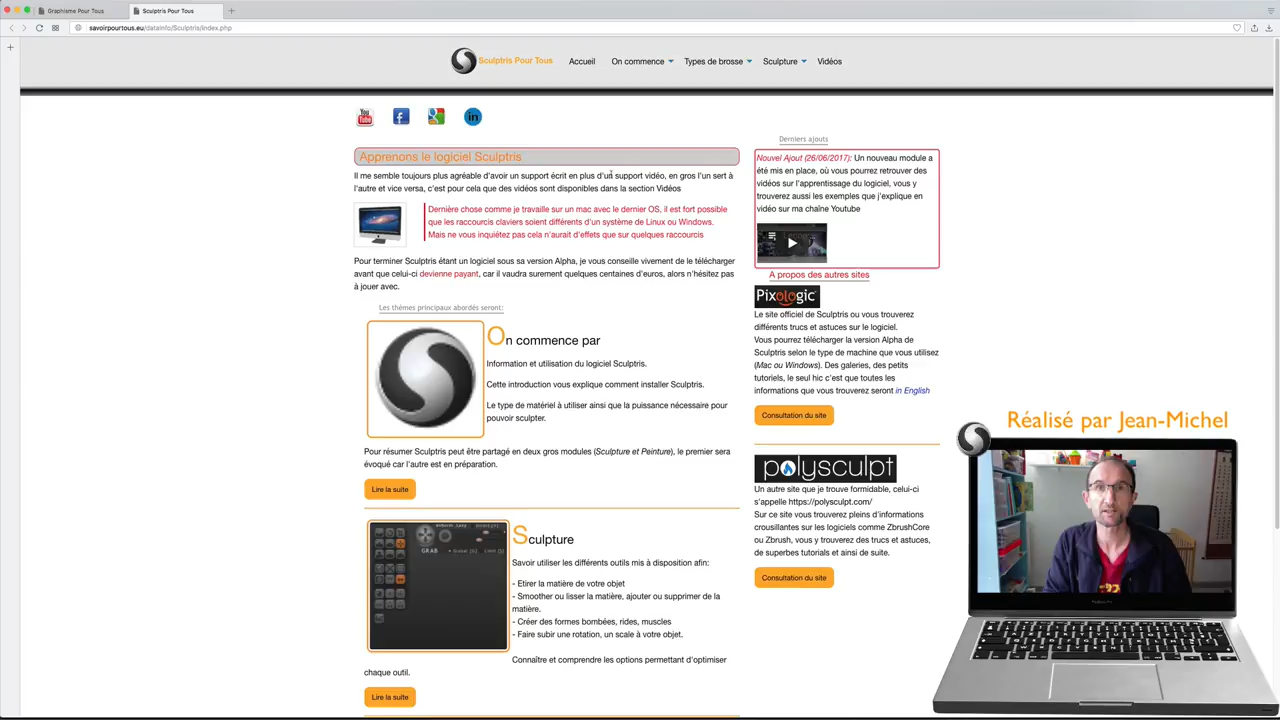 Graphisme Pour Tous
Sculptris Pour Tous
savoirpourtous.eu/datainfo/Sculptris/index.php
Sculptris Pour Tous
Accueil
On commence
Types de brosse
Sculpture
Vidéos
You Tube
Apprenons le logiciel Sculptris
Il me semble toujours plus agréable d'avoir un support écrit en plus d'un support vidéo, en gros l'un sert à
l'autre et vice versa, c'est pour cela que des vidéos sont disponibles dans la section Vidéos
Dernière chose comme je travaille sur un mac avec le dernier OS, il est fort possible
que les raccourcis claviers soient différents d'un système de Linux ou Windows.
Mais ne vous inquiétez pas cela n'aurait d'effets que sur quelques raccourcis
Pour terminer Sculptris étant un logiciel sous sa version Alpha, je vous conseille vivement de le télécharger
avant que celui-ci devienne payant, car il vaudra surement quelques centaines d'euros, alors n'hésitez pas
à jouer avec.
Les thèmes principaux abordés seront:
On commence par
Information et utilisation du logiciel Sculptris.
Cette introduction vous explique comment installer Sculptris.
Le type de matériel à utiliser ainsi que la puissance nécessaire pour
pouvoir sculpter.
Pour résumer Sculptris peut être partagé en deux gros modules (Sculpture et Peinture), le premier sera
évoqué car l'autre est en préparation.
Lire la suite
GRAB
Sculpture
Savoir utiliser les différents outils mis à disposition afin:
- Etirer la matière de votre objet
- Smoother ou lisser la matière, ajouter ou supprimer de la
matière.
- Créer des formes bombées, rides, muscles
- Faire subir une rotation, un scale à votre objet.
Connaître et comprendre les options permettant d'optimiser
chaque outil.
Lire la suite
Derniers ajouts
Nouvel Ajout (26/06/2017): Un nouveau module a
été mis en place, où vous pourrez retrouver des
vidéos sur l'apprentissage du logiciel, vous y
trouverez aussi les exemples que j'explique en
vidéo sur ma chaîne Youtube
A propos des autres sites
Pixologic
Le site officiel de Sculptris ou vous trouverez
différents trucs et astuces sur le logiciel.
Vous pourrez télécharger la version Alpha de
Sculptris selon le type de machine que vous utilisez
(Mac ou Windows). Des galeries, des petits
tutoriels, le seul hic c'est que toutes les
informations que vous trouverez seront in English
Consultation du site
polysculpt
Un autre site que je trouve formidable, celui-ci
s'appelle https://polysculpt.com/
Sur ce site vous trouverez pleins d'informations
crousillantes sur les logiciels comme ZbrushCore
ou Zbrush, vous y trouverez des trucs et astuces,
de superbes tutorials et ainsi de suite.
Consultation du site
Réalisé par Jean-Michel